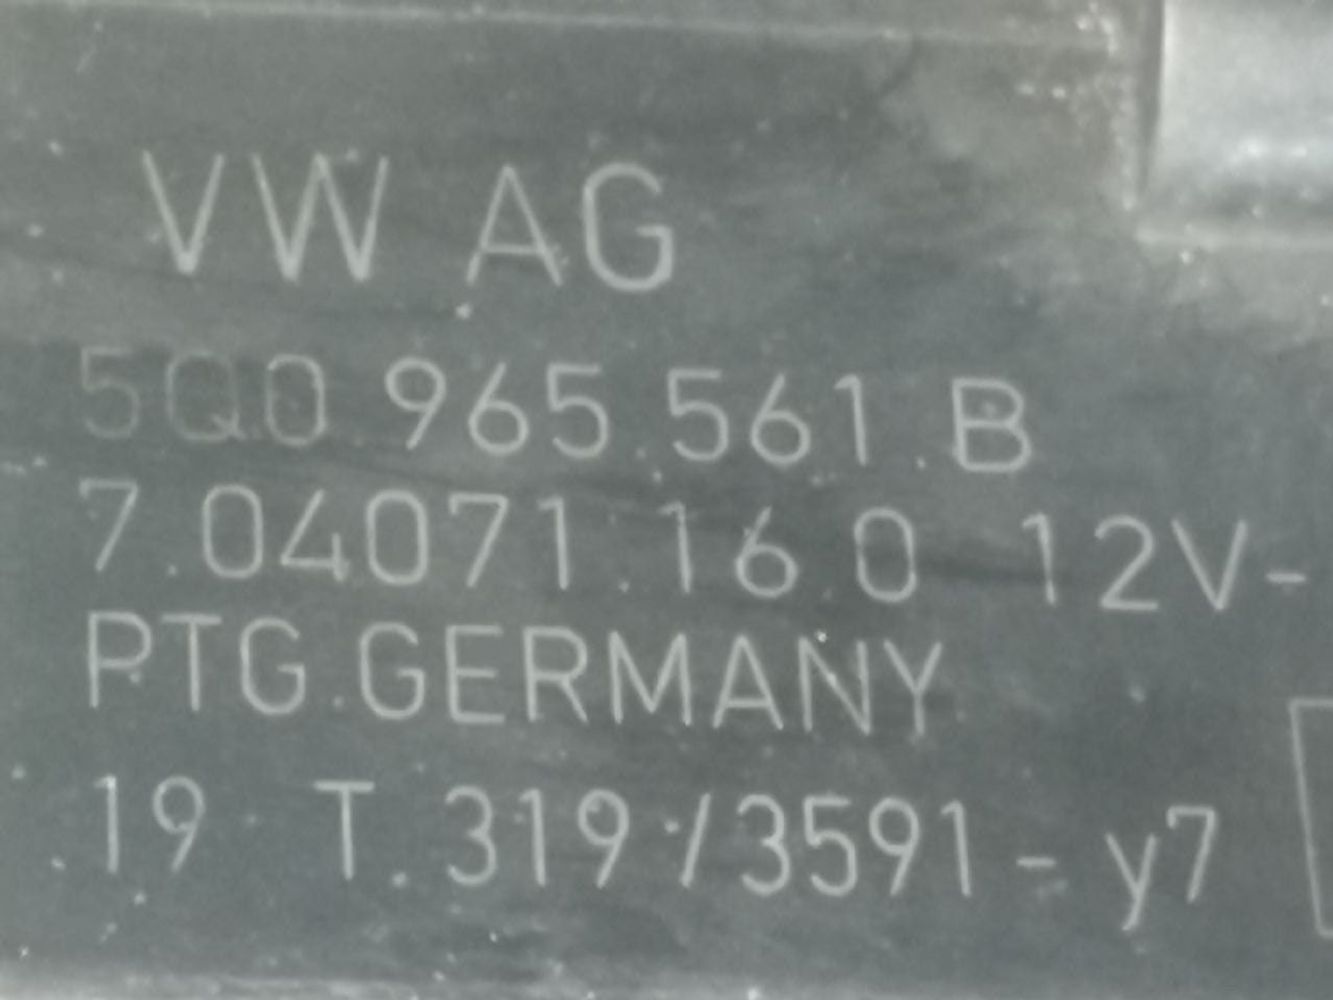 VW AG
5Q0 965.561.B
7.04071.16.0 12V-
PTG.GERMANY
19 T.319/3591- y7